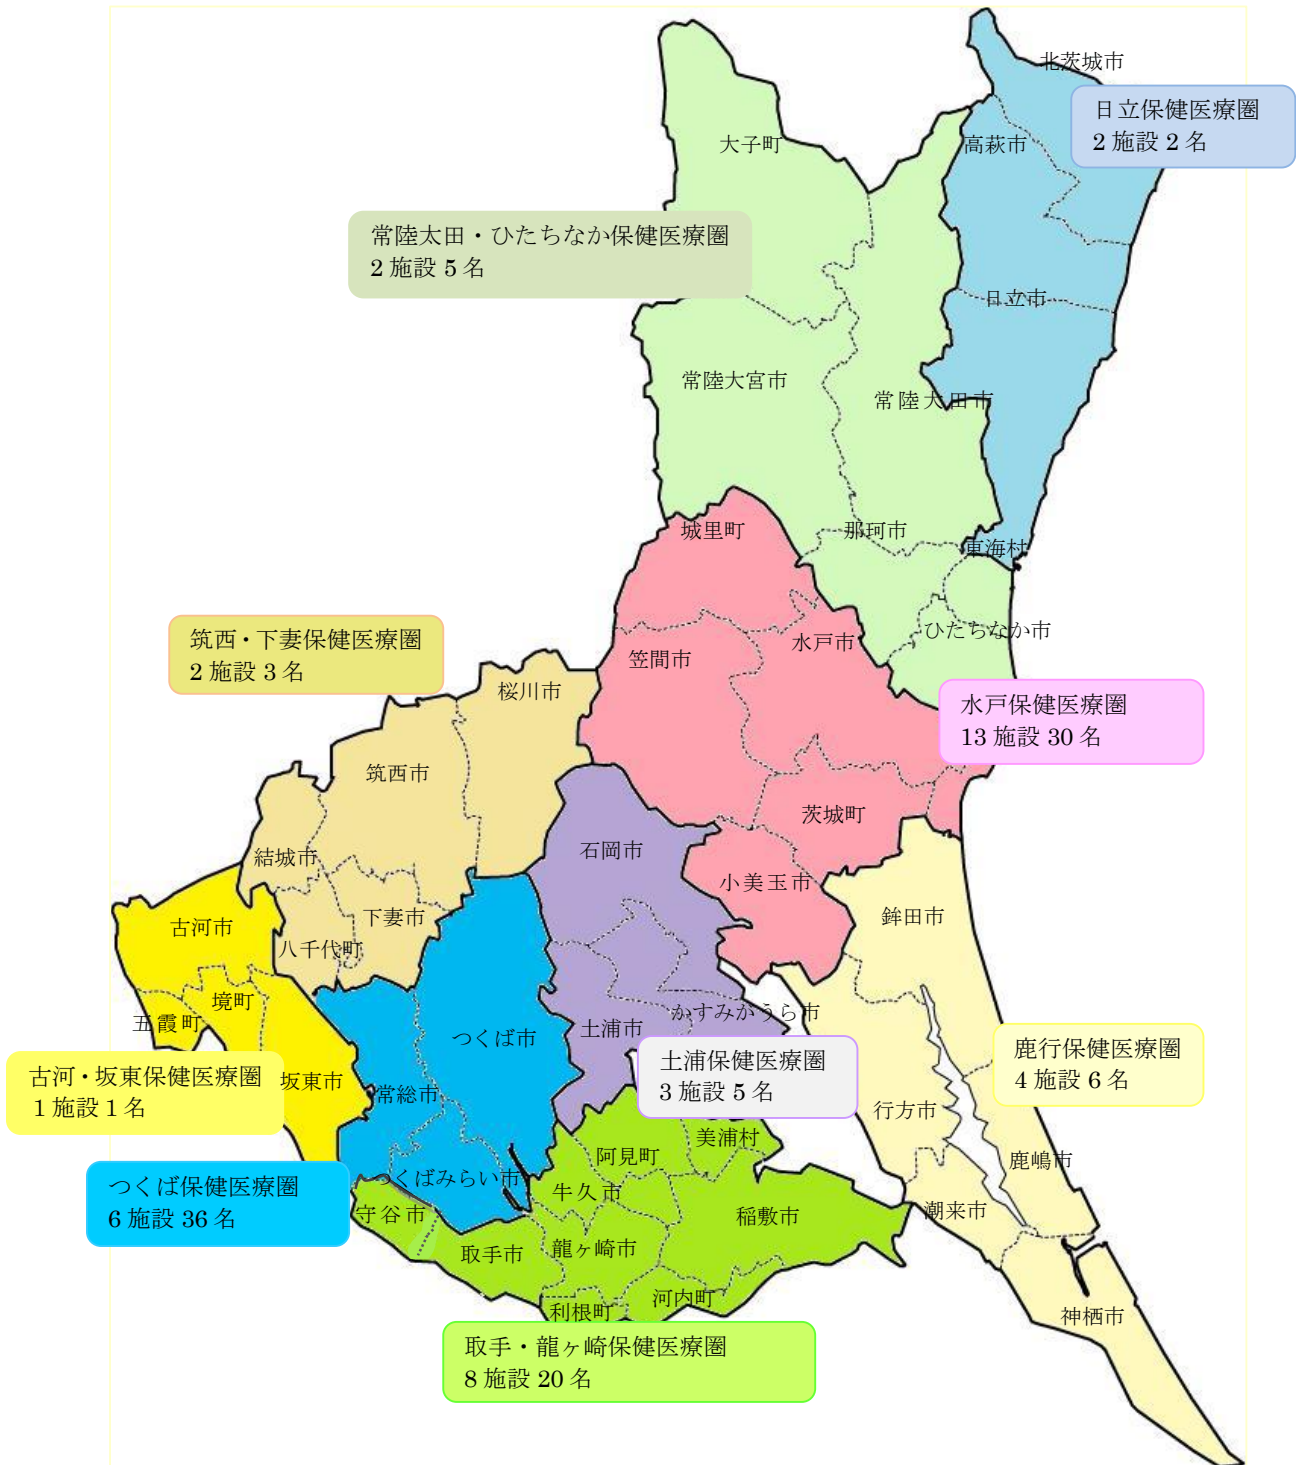 北茨城市
日立保健医療圏
2 施設 2 名
高萩市
大子町
常陸太田・ひたちなか保健医療圏
2 施設 5 名
日立市
常陸大宮市
常陸太田市
城里町
那珂市
東海村
ひたちなか市
水戸市
笠間市
筑西・下妻保健医療圏
2 施設 3 名
桜川市
水戸保健医療圏
13 施設 30 名
筑西市
茨城町
石岡市
結城市
小美玉市
鉾田市
下妻市
古河市
八千代町
境町
五霞町
かすみがうら市
土浦市
つくば市
土浦保健医療圏
3 施設 5 名
鹿行保健医療圏
4 施設 6 名
古河・坂東保健医療圏
1 施設 1 名
坂東市
常総市
行方市
美浦村
阿見町
鹿嶋市
つくば保健医療圏
6 施設 36 名
つくばみらい市
牛久市
守谷市
稲敷市
潮来市
取手市
龍ヶ崎市
河内町
利根町
神栖市
取手・龍ヶ崎保健医療圏
8 施設 20 名